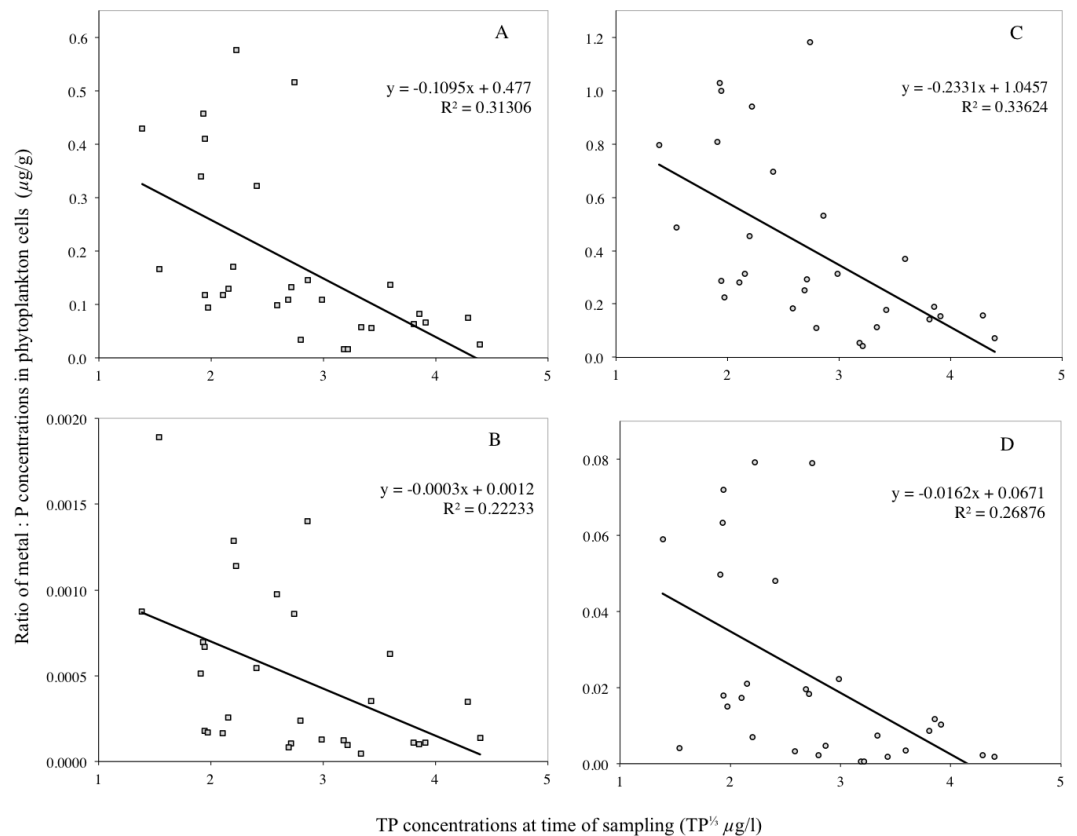 Ratio of metal : P concentrations in phytoplankton cells (µg/g)
A
y = -0.1095x + 0.477
R² = 0.31306
0.6
0.5
0.4
0.3
0.2
0.1
0.0
1 2 3 4 5
C
y = -0.2331x + 1.0457
R² = 0.33624
1.2
1.0
0.8
0.6
0.4
0.2
0.0
1 2 3 4 5
B
y = -0.0003x + 0.0012
R² = 0.22233
0.0020
0.0015
0.0010
0.0005
0.0000
1 2 3 4 5
D
y = -0.0162x + 0.0671
R² = 0.26876
0.08
0.06
0.04
0.02
0.00
1 2 3 4 5
TP concentrations at time of sampling (TP^⅓ µg/l)